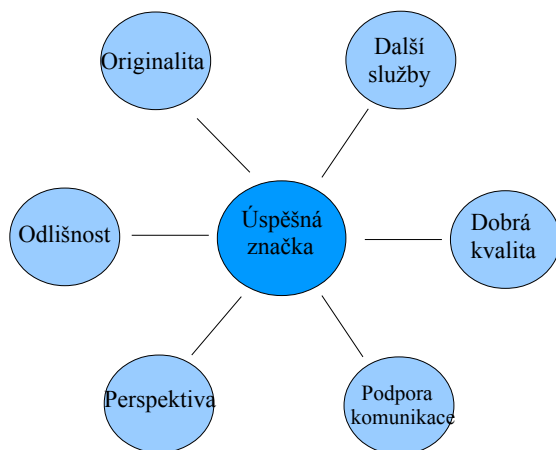 Originalita
Další
služby
Odlišnost
Úspěšná
značka
Dobrá
kvalita
Perspektiva
Podpora
komunikace